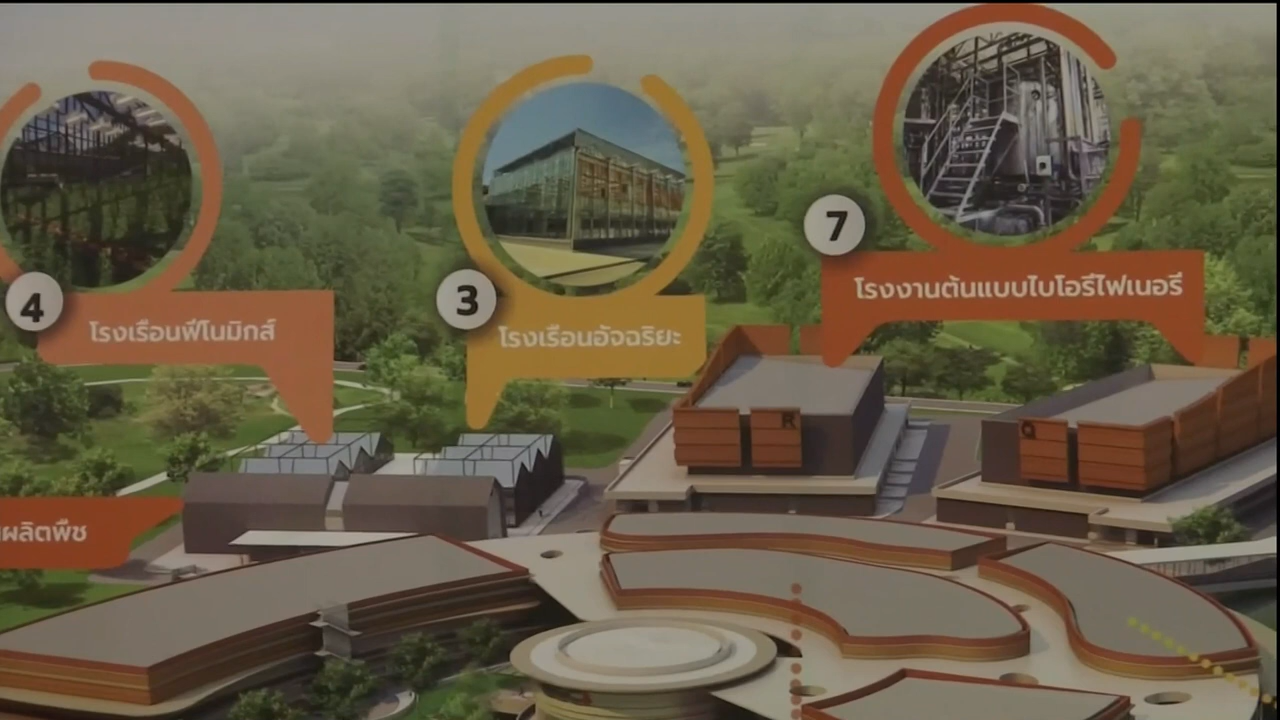 4
โรงเรือนฟีโนมิกส์
3
โรงเรือนอัจฉริยะ
7
โรงงานต้นแบบไบโอรีไฟเนอรี
R
Q
ผลิตพืช